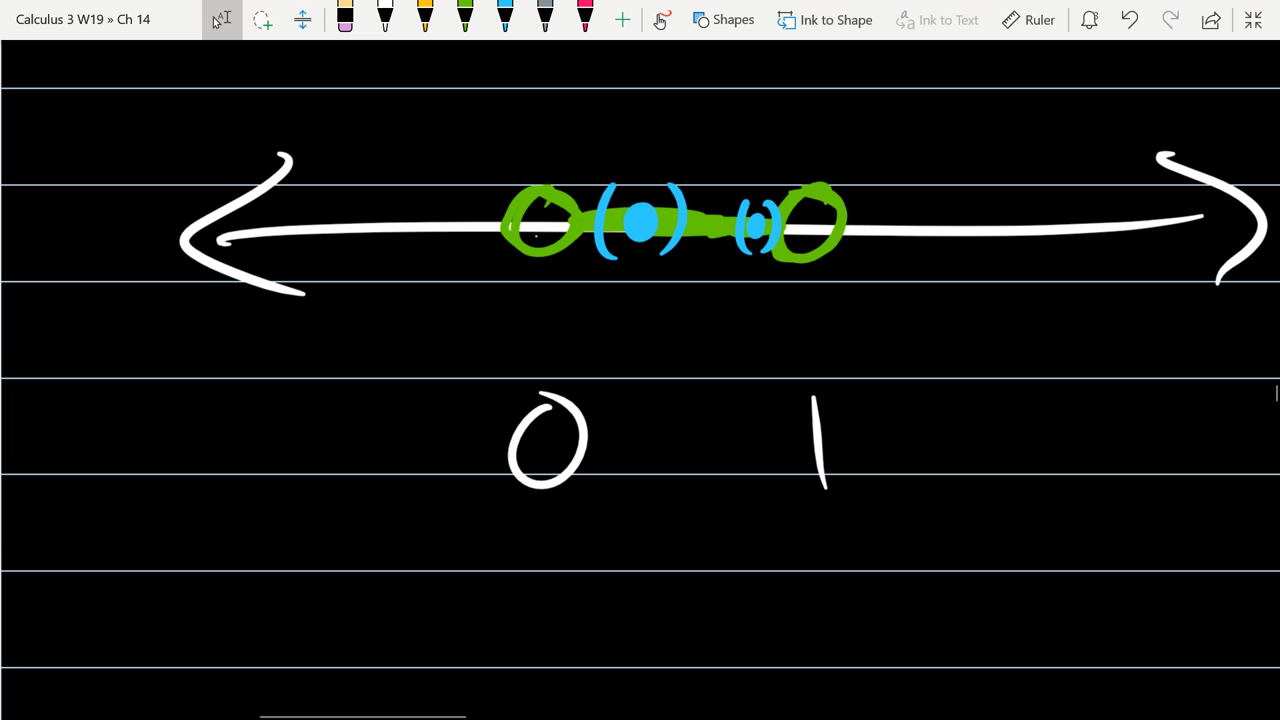 Calculus 3 W19 » Ch 14
Shapes
Ink to Shape
Ink to Text
Ruler
( ) ( )
0 1